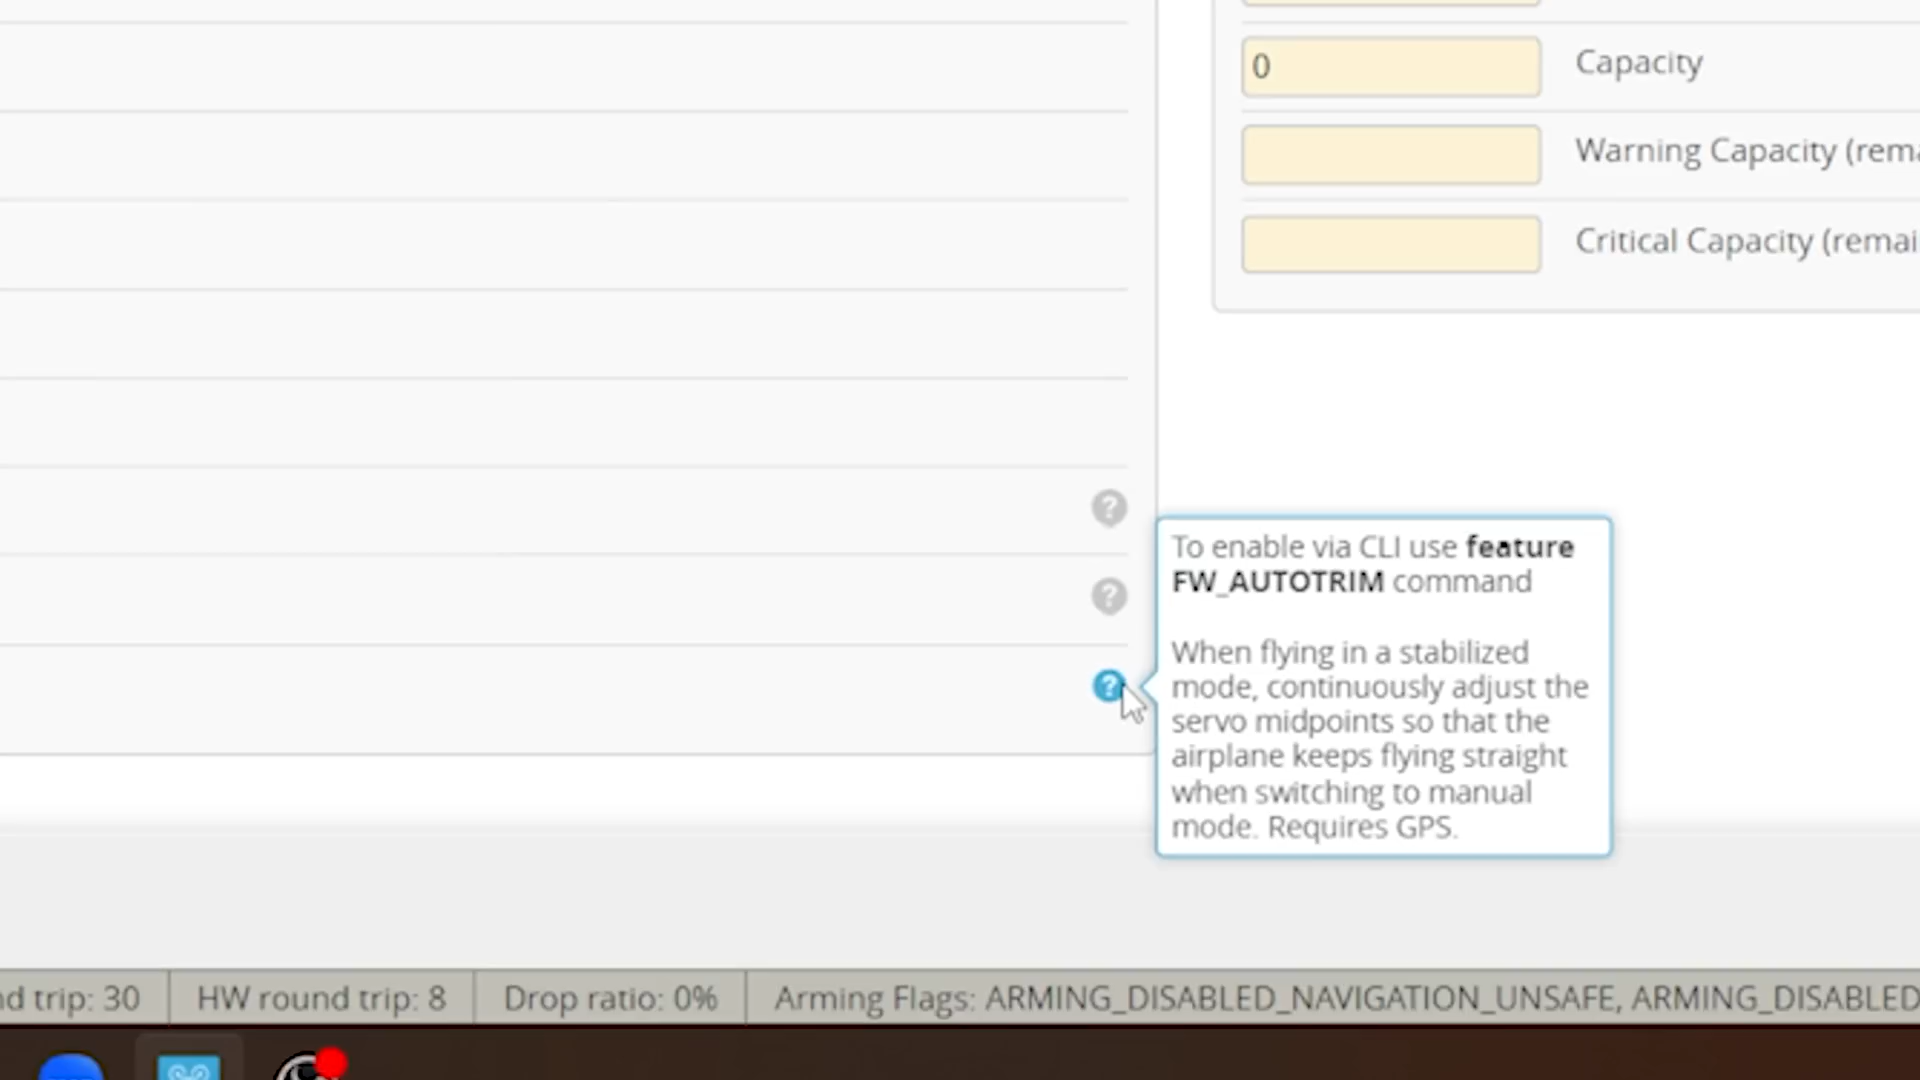 0
Capacity
Warning Capacity
Critical Capacity
?
?
?
To enable via CLI use feature
FW_AUTOTRIM command
When flying in a stabilized
mode, continuously adjust the
servo midpoints so that the
airplane keeps flying straight
when switching to manual
mode. Requires GPS.
trip: 30
HW round trip: 8
Drop ratio: 0%
Arming Flags: ARMING_DISABLED_NAVIGATION_UNSAFE, ARMING_DISABLED